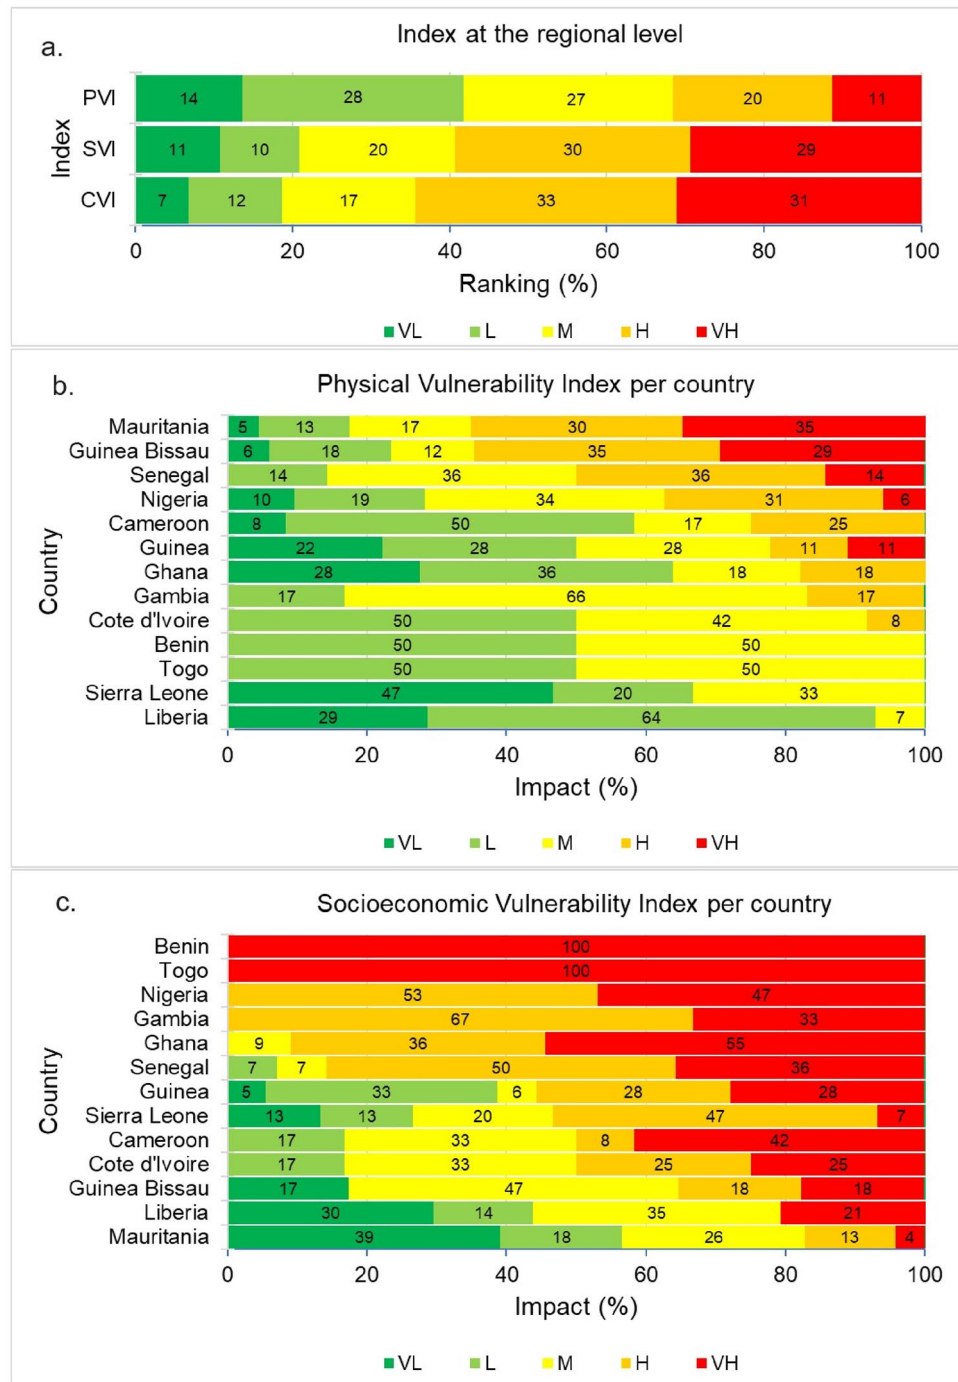 a.
Index at the regional level
PVI 14 28 27 20 11
SVI 11 10 20 30 29
CVI 7 12 17 33 31
Index
0 20 40 60 80 100
Ranking (%)
VL L M H VH
b.
Physical Vulnerability Index per country
Mauritania 5 13 17 30 35
Guinea Bissau 6 18 12 35 29
Senegal 14 36 36 14
Nigeria 10 19 34 31 6
Cameroon 8 50 17 25
Guinea 22 28 28 11 11
Ghana 28 36 18 18
Gambia 17 66 17
Cote d'Ivoire 50 42 8
Benin 50 50
Togo 50 50
Sierra Leone 47 20 33
Liberia 29 64 7
Country
0 20 40 60 80 100
Impact (%)
VL L M H VH
c.
Socioeconomic Vulnerability Index per country
Benin 100
Togo 100
Nigeria 53 47
Gambia 67 33
Ghana 9 36 55
Senegal 7 7 50 36
Guinea 5 33 6 28 28
Sierra Leone 13 13 20 47 7
Cameroon 17 33 8 42
Cote d'Ivoire 17 33 25 25
Guinea Bissau 17 47 18 18
Liberia 30 14 35 21
Mauritania 39 18 26 13 4
Country
0 20 40 60 80 100
Impact (%)
VL L M H VH